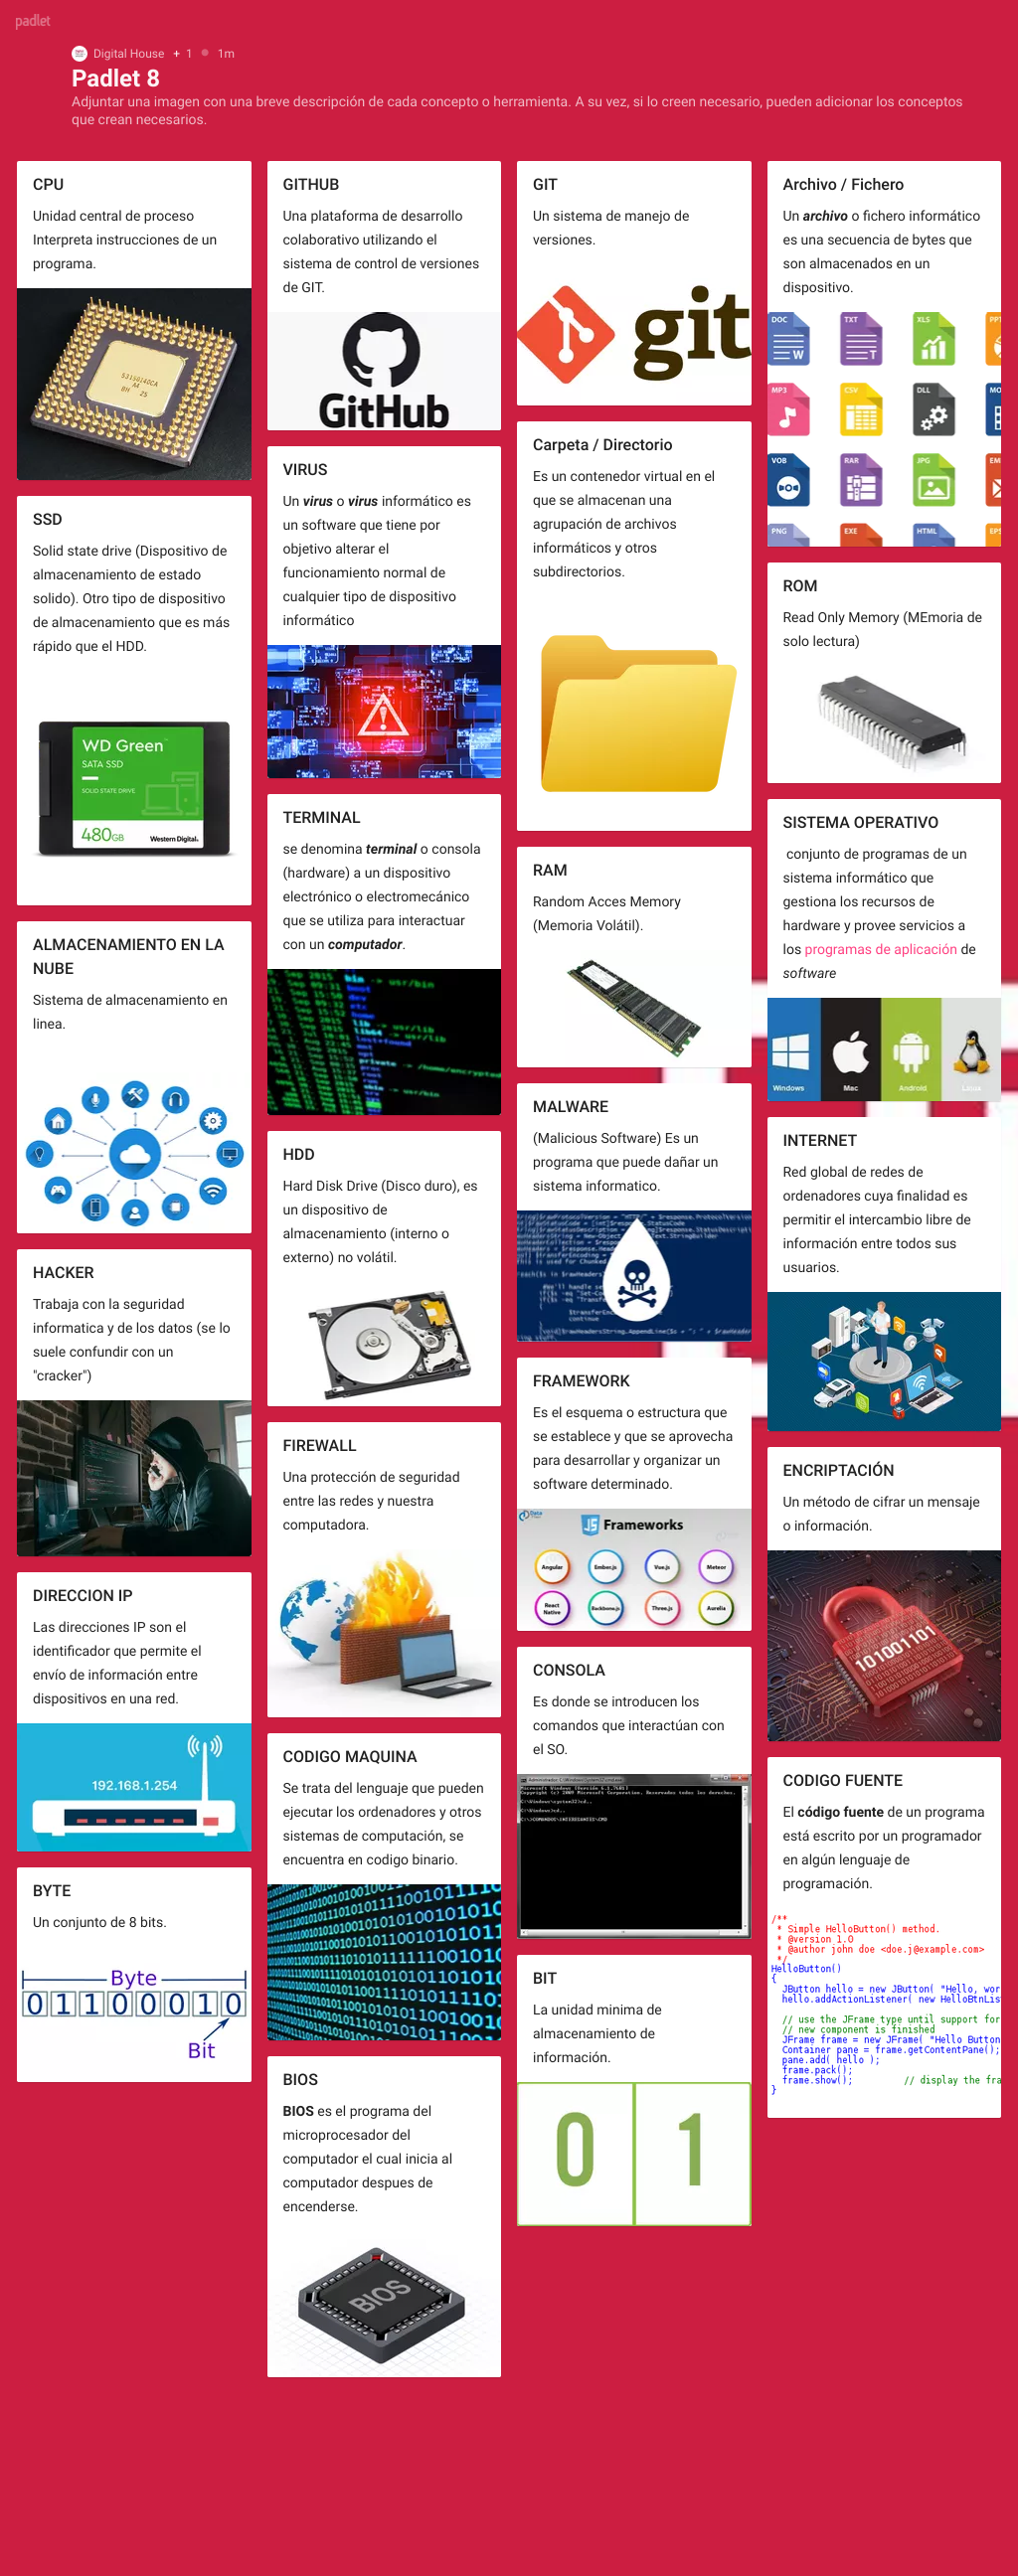 padlet
Digital House + 1 1m
Padlet 8
Adjuntar una imagen con una breve descripción de cada concepto o herramienta. A su vez, si lo creen necesario, pueden adicionar los conceptos
que crean necesarios.
CPU
Unidad central de proceso
Interpreta instrucciones de un
programa.
SSD
Solid state drive (Dispositivo de
almacenamiento de estado
solido). Otro tipo de dispositivo
de almacenamiento que es más
rápido que el HDD.
WD Green™
SATA SSD
SOLID STATE DRIVE
480GB
Western Digital.
ALMACENAMIENTO EN LA
NUBE
Sistema de almacenamiento en
linea.
HACKER
Trabaja con la seguridad
informatica y de los datos (se lo
suele confundir con un
"cracker")
DIRECCION IP
Las direcciones IP son el
identificador que permite el
envío de información entre
dispositivos en una red.
192.168.1.254
BYTE
Un conjunto de 8 bits.
Byte
01100010
Bit
GITHUB
Una plataforma de desarrollo
colaborativo utilizando el
sistema de control de versiones
de GIT.
GitHub
VIRUS
Un virus o virus informático es
un software que tiene por
objetivo alterar el
funcionamiento normal de
cualquier tipo de dispositivo
informático
TERMINAL
se denomina terminal o consola
(hardware) a un dispositivo
electrónico o electromecánico
que se utiliza para interactuar
con un computador.
HDD
Hard Disk Drive (Disco duro), es
un dispositivo de
almacenamiento (interno o
externo) no volátil.
FIREWALL
Una protección de seguridad
entre las redes y nuestra
computadora.
CODIGO MAQUINA
Se trata del lenguaje que pueden
ejecutar los ordenadores y otros
sistemas de computación, se
encuentra en codigo binario.
BIOS
BIOS es el programa del
microprocesador del
computador el cual inicia al
computador despues de
encenderse.
BIOS
GIT
Un sistema de manejo de
versiones.
git
Carpeta / Directorio
Es un contenedor virtual en el
que se almacenan una
agrupación de archivos
informáticos y otros
subdirectorios.
RAM
Random Acces Memory
(Memoria Volátil).
MALWARE
(Malicious Software) Es un
programa que puede dañar un
sistema informatico.
FRAMEWORK
Es el esquema o estructura que
se establece y que se aprovecha
para desarrollar y organizar un
software determinado.
JS Frameworks
Angular Ember.js Vue.js Meteor
React Native Backbone.js Three.js Aurelia
CONSOLA
Es donde se introducen los
comandos que interactúan con
el SO.
BIT
La unidad minima de
almacenamiento de
información.
0 1
Archivo / Fichero
Un archivo o fichero informático
es una secuencia de bytes que
son almacenados en un
dispositivo.
DOC TXT XLS PPT
MP3 CSV DLL MO
VOB RAR JPG EM
PNG EXE HTML EPS
ROM
Read Only Memory (MEmoria de
solo lectura)
SISTEMA OPERATIVO
conjunto de programas de un
sistema informático que
gestiona los recursos de
hardware y provee servicios a
los programas de aplicación de
software
Windows Mac Android Linux
INTERNET
Red global de redes de
ordenadores cuya finalidad es
permitir el intercambio libre de
información entre todos sus
usuarios.
ENCRIPTACIÓN
Un método de cifrar un mensaje
o información.
101001101
CODIGO FUENTE
El código fuente de un programa
está escrito por un programador
en algún lenguaje de
programación.
/**
* Simple HelloButton() method.
* @version 1.0
* @author john doe <doe.j@example.com>
*/
HelloButton()
{
JButton hello = new JButton( "Hello, wor
hello.addActionListener( new HelloBtnLis
// use the JFrame type until support for
// new component is finished
JFrame frame = new JFrame( "Hello Button
Container pane = frame.getContentPane();
pane.add( hello );
frame.pack();
frame.show(); // display the fra
}